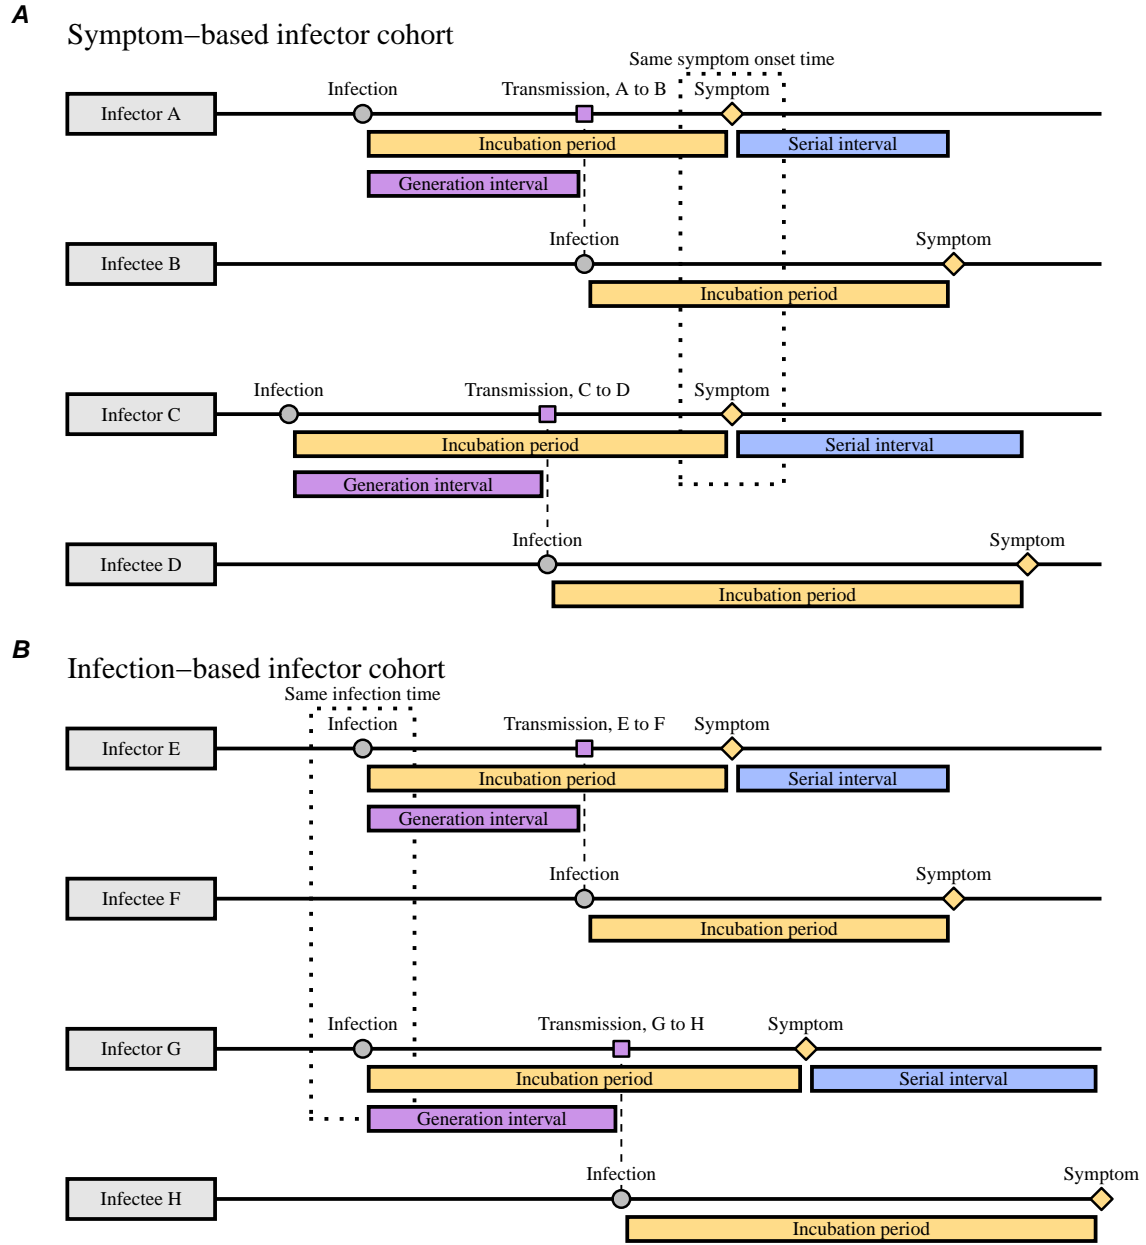 A
Symptom−based infector cohort
Same symptom onset time
Infection
Transmission, A to B
Symptom
Infector A
Incubation period
Serial interval
Generation interval
Infection
Symptom
Infectee B
Incubation period
Infection
Transmission, C to D
Symptom
Infector C
Incubation period
Serial interval
Generation interval
Infection
Symptom
Infectee D
Incubation period
B
Infection−based infector cohort
Same infection time
Infection
Transmission, E to F
Symptom
Infector E
Incubation period
Serial interval
Generation interval
Infection
Symptom
Infectee F
Incubation period
Infection
Transmission, G to H
Symptom
Infector G
Incubation period
Serial interval
Generation interval
Infection
Symptom
Infectee H
Incubation period